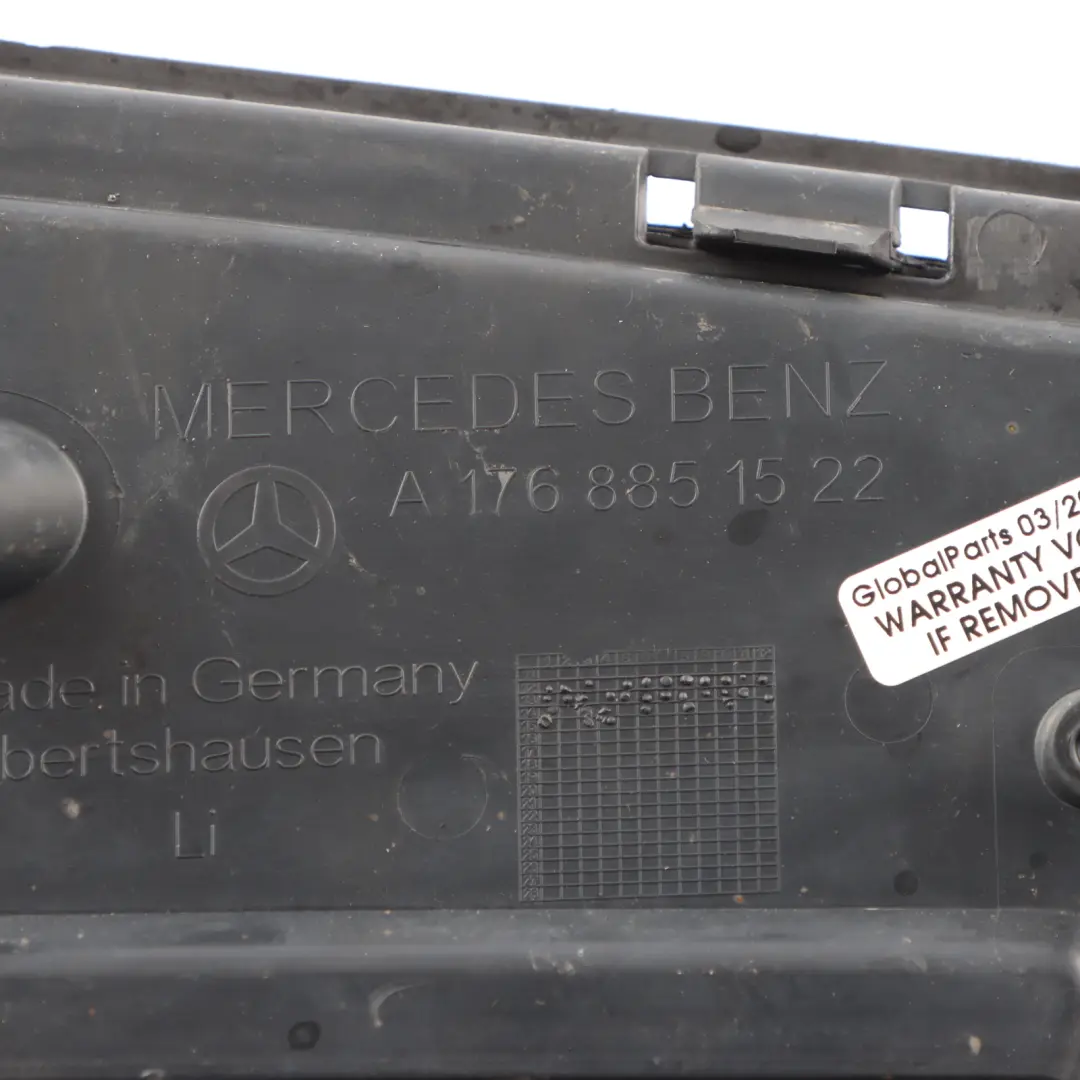 MERCEDES BENZ
A 176 885 15 22
GlobalParts 03/2
WARRANTY
IF REMOVE
ade in Germany
bertshausen
Li